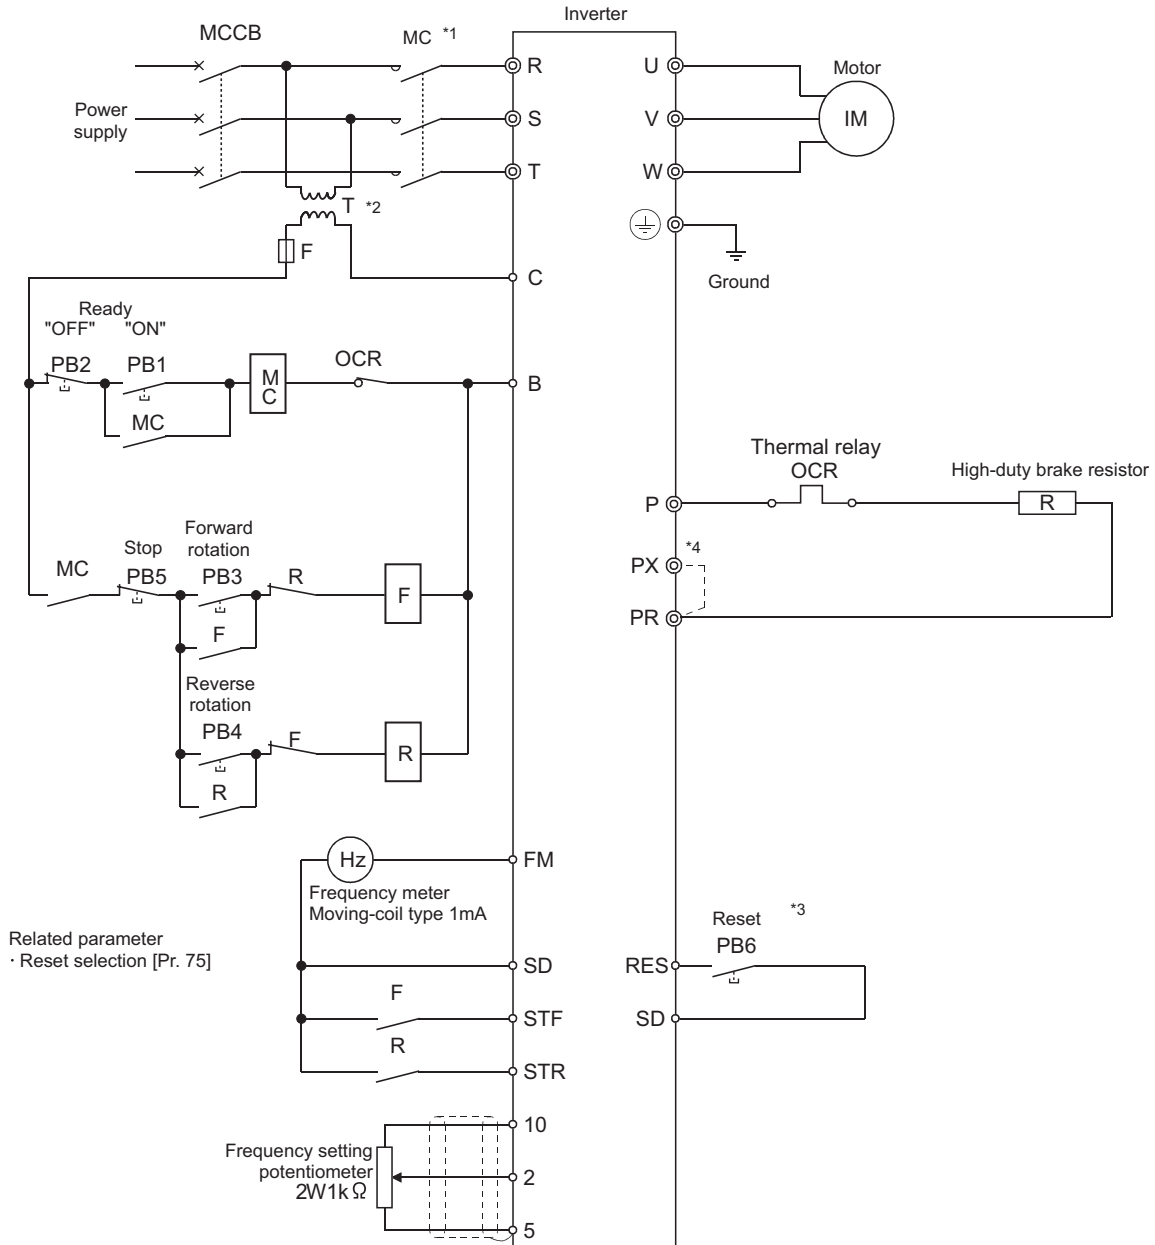 Inverter
MCCB
MC *1
R
S
T
Power
supply
U
V
W
Motor
IM
T *2
F
C
Ground
Ready
"OFF" "ON"
PB2 PB1
MC
M
C
OCR
B
Thermal relay
OCR
High-duty brake resistor
P
R
*4
PX
PR
MC
Stop
PB5
Forward
rotation
PB3
R
F
F
Reverse
rotation
PB4
F
R
R
Hz
FM
Frequency meter
Moving-coil type 1mA
Related parameter
· Reset selection [Pr. 75]
SD
F
STF
R
STR
Reset *3
PB6
RES
SD
10
Frequency setting
potentiometer
2W1kΩ
2
5